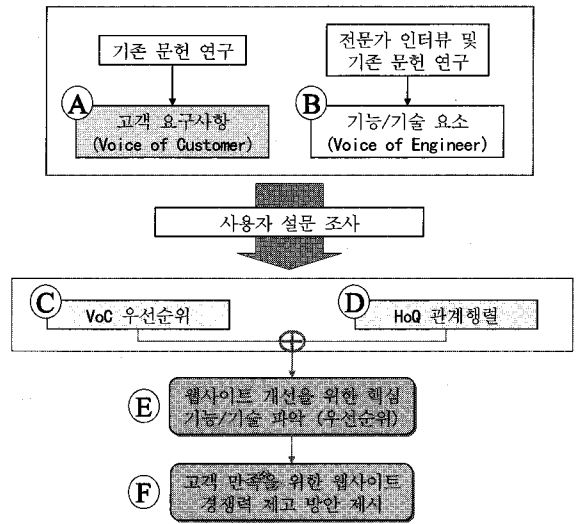 기존 문헌 연구
전문가 인터뷰 및
기존 문헌 연구
A
고객 요구사항
(Voice of Customer)
B
기능/기술 요소
(Voice of Engineer)
사용자 설문 조사
C
VoC 우선순위
D
HoQ 관계행렬
E
웹사이트 개선을 위한 핵심
기능/기술 파악 (우선순위)
F
고객 만족을 위한 웹사이트
경쟁력 제고 방안 제시